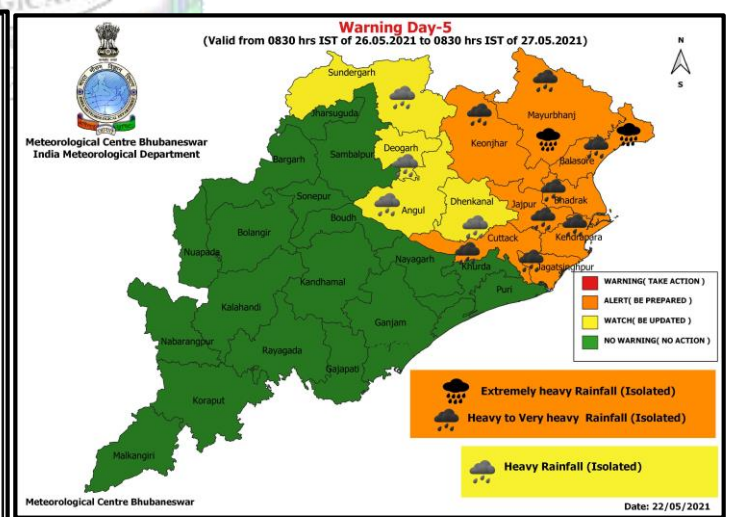 Warning Day-5
(Valid from 0830 hrs IST of 26.05.2021 to 0830 hrs IST of 27.05.2021)
N
S
Meteorological Centre Bhubaneswar
India Meteorological Department
Sundergarh
Jharsuguda
Mayurbhanj
Keonjhar
Deogarh
Sambalpur
Bargarh
Balasore
Sonepur
Angul
Dhenkanal
Jajpur
Bhadrak
Boudh
Bolangir
Cuttack
Kendrapara
Nuapada
Nayagarh
Khurda
Jagatsinghpur
Kandhamal
Puri
Kalahandi
Ganjam
Nabarangpur
Rayagada
Gajapati
Koraput
Malkangiri
WARNING( TAKE ACTION )
ALERT( BE PREPARED )
WATCH( BE UPDATED )
NO WARNING( NO ACTION )
Extremely heavy Rainfall (Isolated)
Heavy to Very heavy Rainfall (Isolated)
Heavy Rainfall (Isolated)
Meteorological Centre Bhubaneswar
Date: 22/05/2021